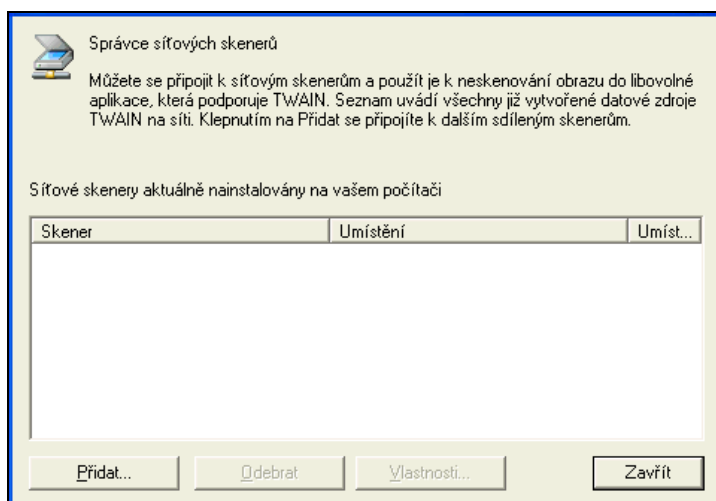 Správce síťových skenerů
Můžete se připojit k síťovým skenerům a použít je k neskenování obrazu do libovolné
aplikace, která podporuje TWAIN. Seznam uvádí všechny již vytvořené datové zdroje
TWAIN na síti. Klepnutím na Přidat se připojíte k dalším sdíleným skenerům.
Síťové skenery aktuálně nainstalovány na vašem počítači
Skener Umístění Umíst...
Přidat... Odebrat Vlastnosti... Zavřít